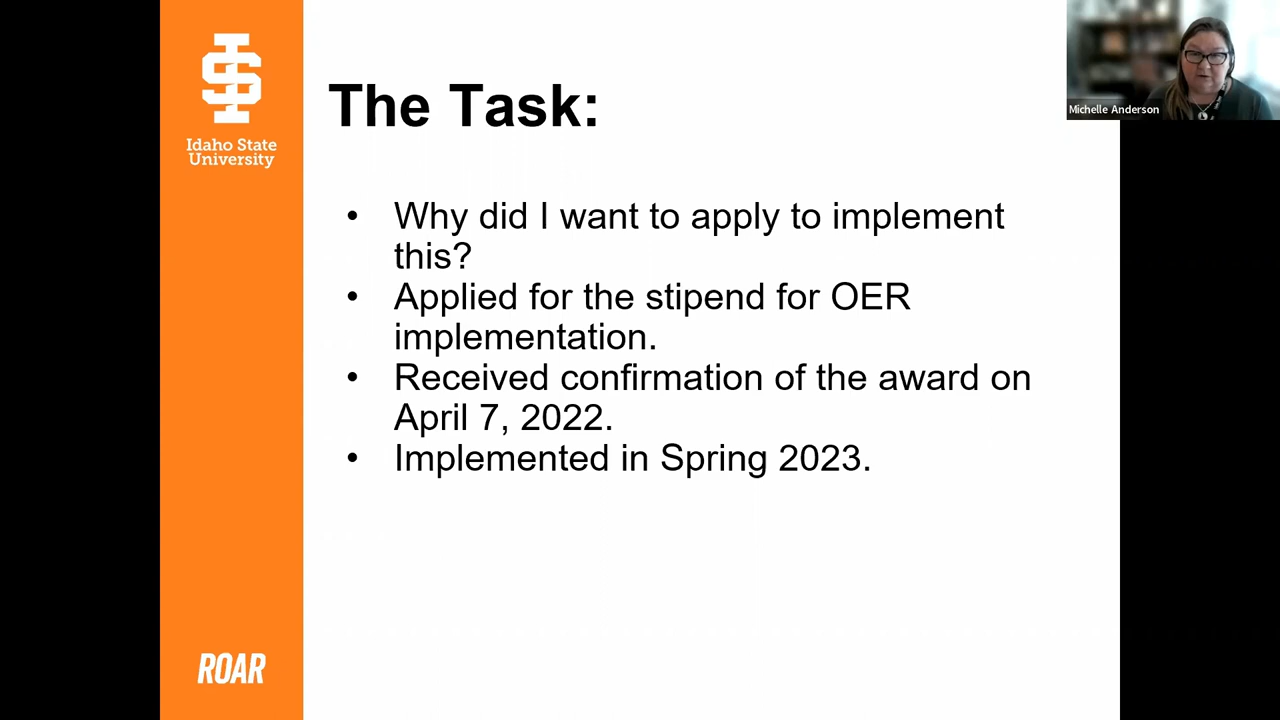 Idaho State
University
The Task:
• Why did I want to apply to implement
this?
• Applied for the stipend for OER
implementation.
• Received confirmation of the award on
April 7, 2022.
• Implemented in Spring 2023.
ROAR
Michelle Anderson